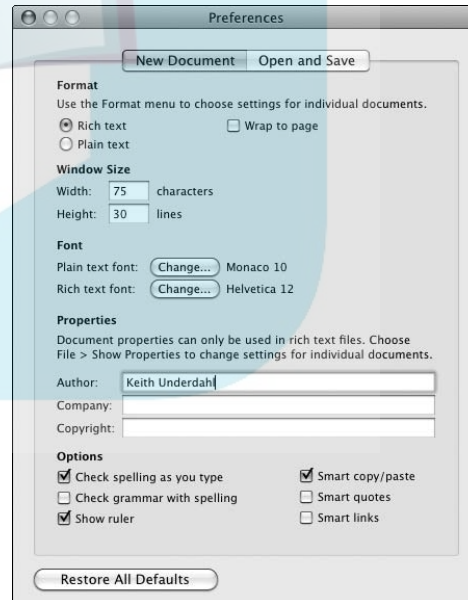 Preferences
New Document Open and Save
Format
Use the Format menu to choose settings for individual documents.
Rich text Wrap to page
Plain text
Window Size
Width: 75 characters
Height: 30 lines
Font
Plain text font: Change... Monaco 10
Rich text font: Change... Helvetica 12
Properties
Document properties can only be used in rich text files. Choose
File > Show Properties to change settings for individual documents.
Author: Keith Underdahl
Company:
Copyright:
Options
Check spelling as you type Smart copy/paste
Check grammar with spelling Smart quotes
Show ruler Smart links
Restore All Defaults